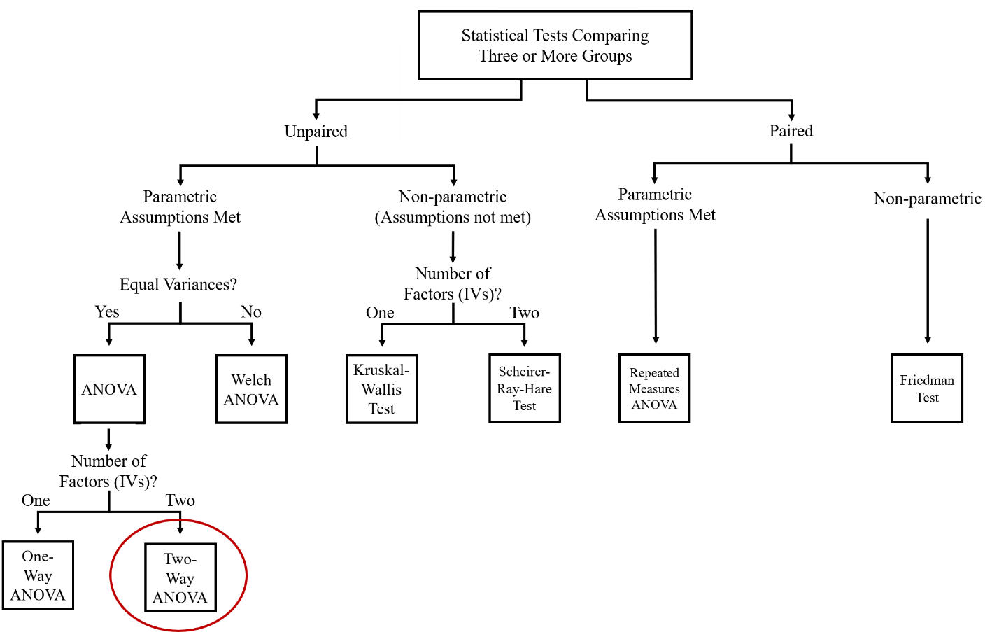 Statistical Tests Comparing
Three or More Groups
Unpaired
Paired
Parametric
Assumptions Met
Non-parametric
(Assumptions not met)
Parametric
Assumptions Met
Non-parametric
Equal Variances?
Number of
Factors (IVs)?
Yes
No
One
Two
ANOVA
Welch
ANOVA
Kruskal-
Wallis
Test
Scheirer-
Ray-Hare
Test
Repeated
Measures
ANOVA
Friedman
Test
Number of
Factors (IVs)?
One
Two
One-
Way
ANOVA
Two-
Way
ANOVA